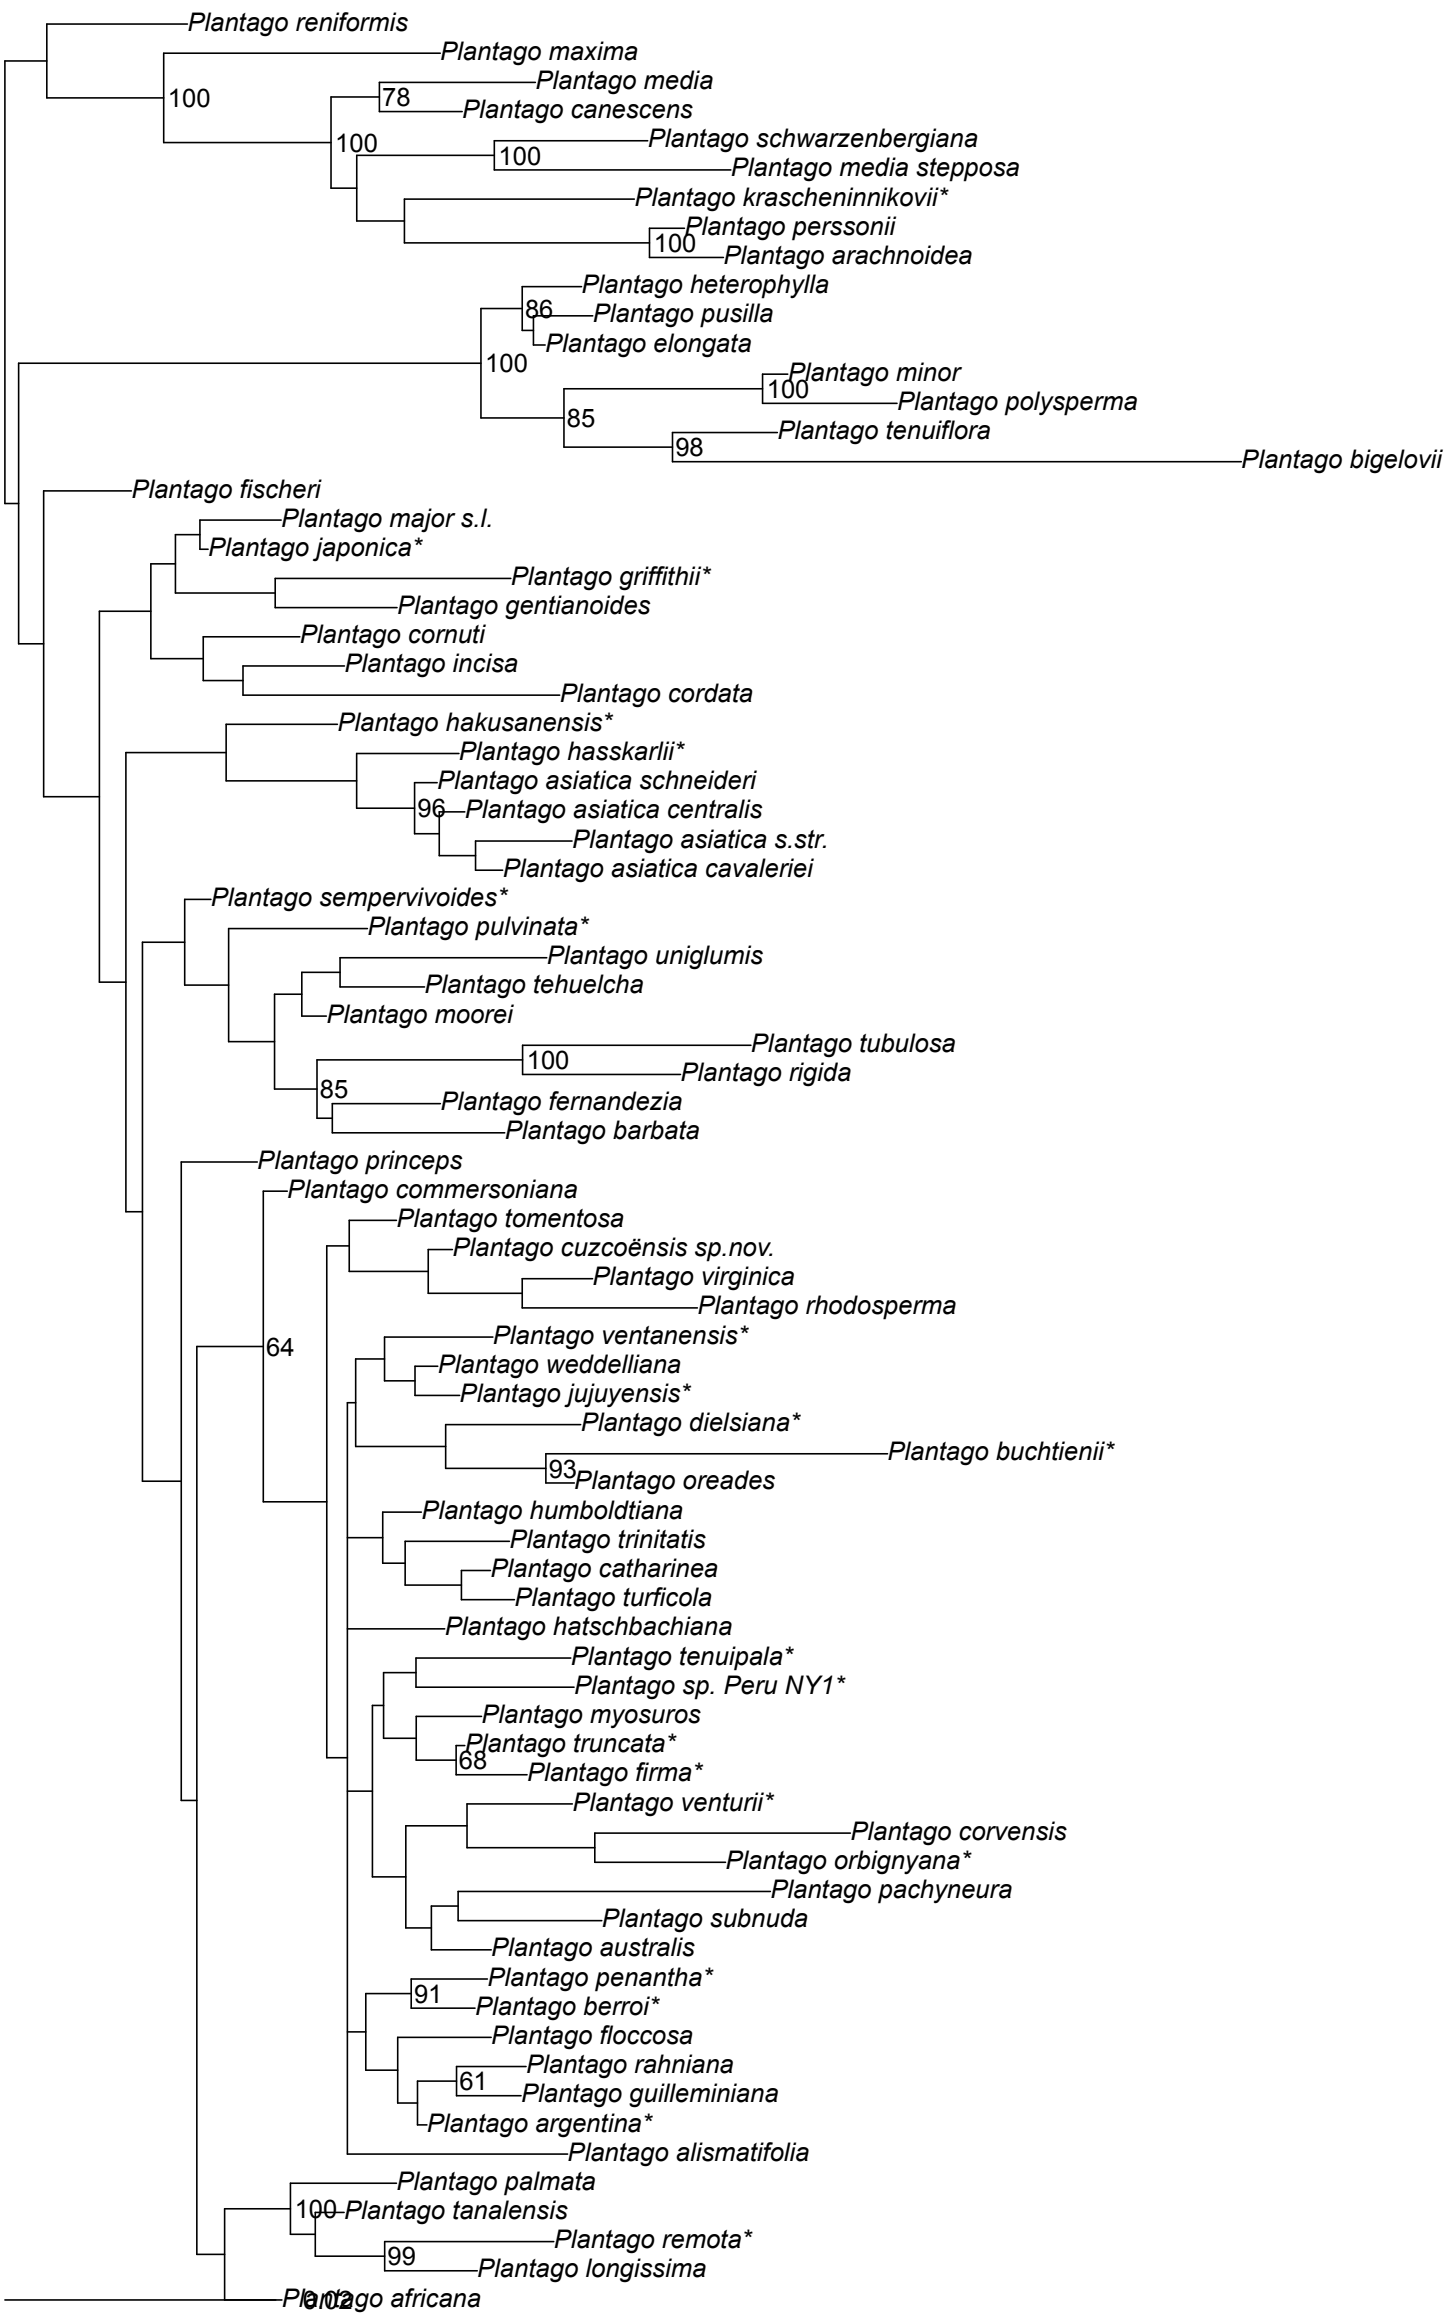 Plantago reniformis
Plantago maxima
Plantago media
78
Plantago canescens
100
Plantago schwarzenbergiana
100
100
Plantago media stepposa
Plantago krascheninnikovii*
Plantago perssonii
100
Plantago arachnoidea
Plantago heterophylla
86
Plantago pusilla
Plantago elongata
100
Plantago minor
100
Plantago polysperma
85
Plantago tenuiflora
98
Plantago bigelovii
Plantago fischeri
Plantago major s.l.
Plantago japonica*
Plantago griffithii*
Plantago gentianoides
Plantago cornuti
Plantago incisa
Plantago cordata
Plantago hakusanensis*
Plantago hasskarlii*
Plantago asiatica schneideri
96
Plantago asiatica centralis
Plantago asiatica s.str.
Plantago asiatica cavaleriei
Plantago sempervivoides*
Plantago pulvinata*
Plantago uniglumis
Plantago tehuelcha
Plantago moorei
Plantago tubulosa
100
Plantago rigida
85
Plantago fernandezia
Plantago barbata
Plantago princeps
Plantago commersoniana
Plantago tomentosa
Plantago cuzcoënsis sp.nov.
Plantago virginica
Plantago rhodosperma
Plantago ventanensis*
64
Plantago weddelliana
Plantago jujuyensis*
Plantago dielsiana*
Plantago buchtienii*
93
Plantago oreades
Plantago humboldtiana
Plantago trinitatis
Plantago catharinea
Plantago turficola
Plantago hatschbachiana
Plantago tenuipala*
Plantago sp. Peru NY1*
Plantago myosuros
Plantago truncata*
68
Plantago firma*
Plantago venturii*
Plantago corvensis
Plantago orbignyana*
Plantago pachyneura
Plantago subnuda
Plantago australis
Plantago penantha*
91
Plantago berroi*
Plantago floccosa
Plantago rahniana
61
Plantago guilleminiana
Plantago argentina*
Plantago alismatifolia
Plantago palmata
100
Plantago tanalensis
Plantago remota*
99
Plantago longissima
Plantago africana
0.02